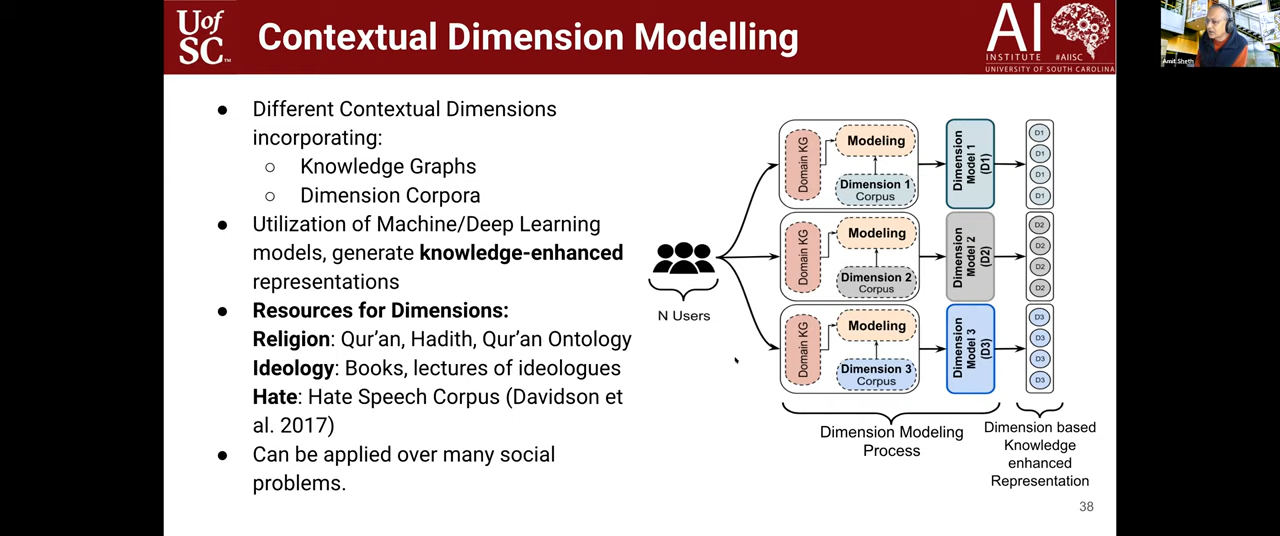 UofSC™
Contextual Dimension Modelling
AI
INSTITUTE #AIISC
UNIVERSITY OF SOUTH CAROLINA
Amit Sheth
● Different Contextual Dimensions
incorporating:
○ Knowledge Graphs
○ Dimension Corpora
● Utilization of Machine/Deep Learning
models, generate knowledge-enhanced
representations
● Resources for Dimensions:
Religion: Qur’an, Hadith, Qur’an Ontology
Ideology: Books, lectures of ideologues
Hate: Hate Speech Corpus (Davidson et
al. 2017)
● Can be applied over many social
problems.
N Users
Domain KG
Modeling
Dimension 1
Corpus
Dimension
Model 1
(D1)
D1
D1
D1
D1
Domain KG
Modeling
Dimension 2
Corpus
Dimension
Model 2
(D2)
D2
D2
D2
D2
Domain KG
Modeling
Dimension 3
Corpus
Dimension
Model 3
(D3)
D3
D3
D3
D3
Dimension Modeling
Process
Dimension based
Knowledge
enhanced
Representation
38